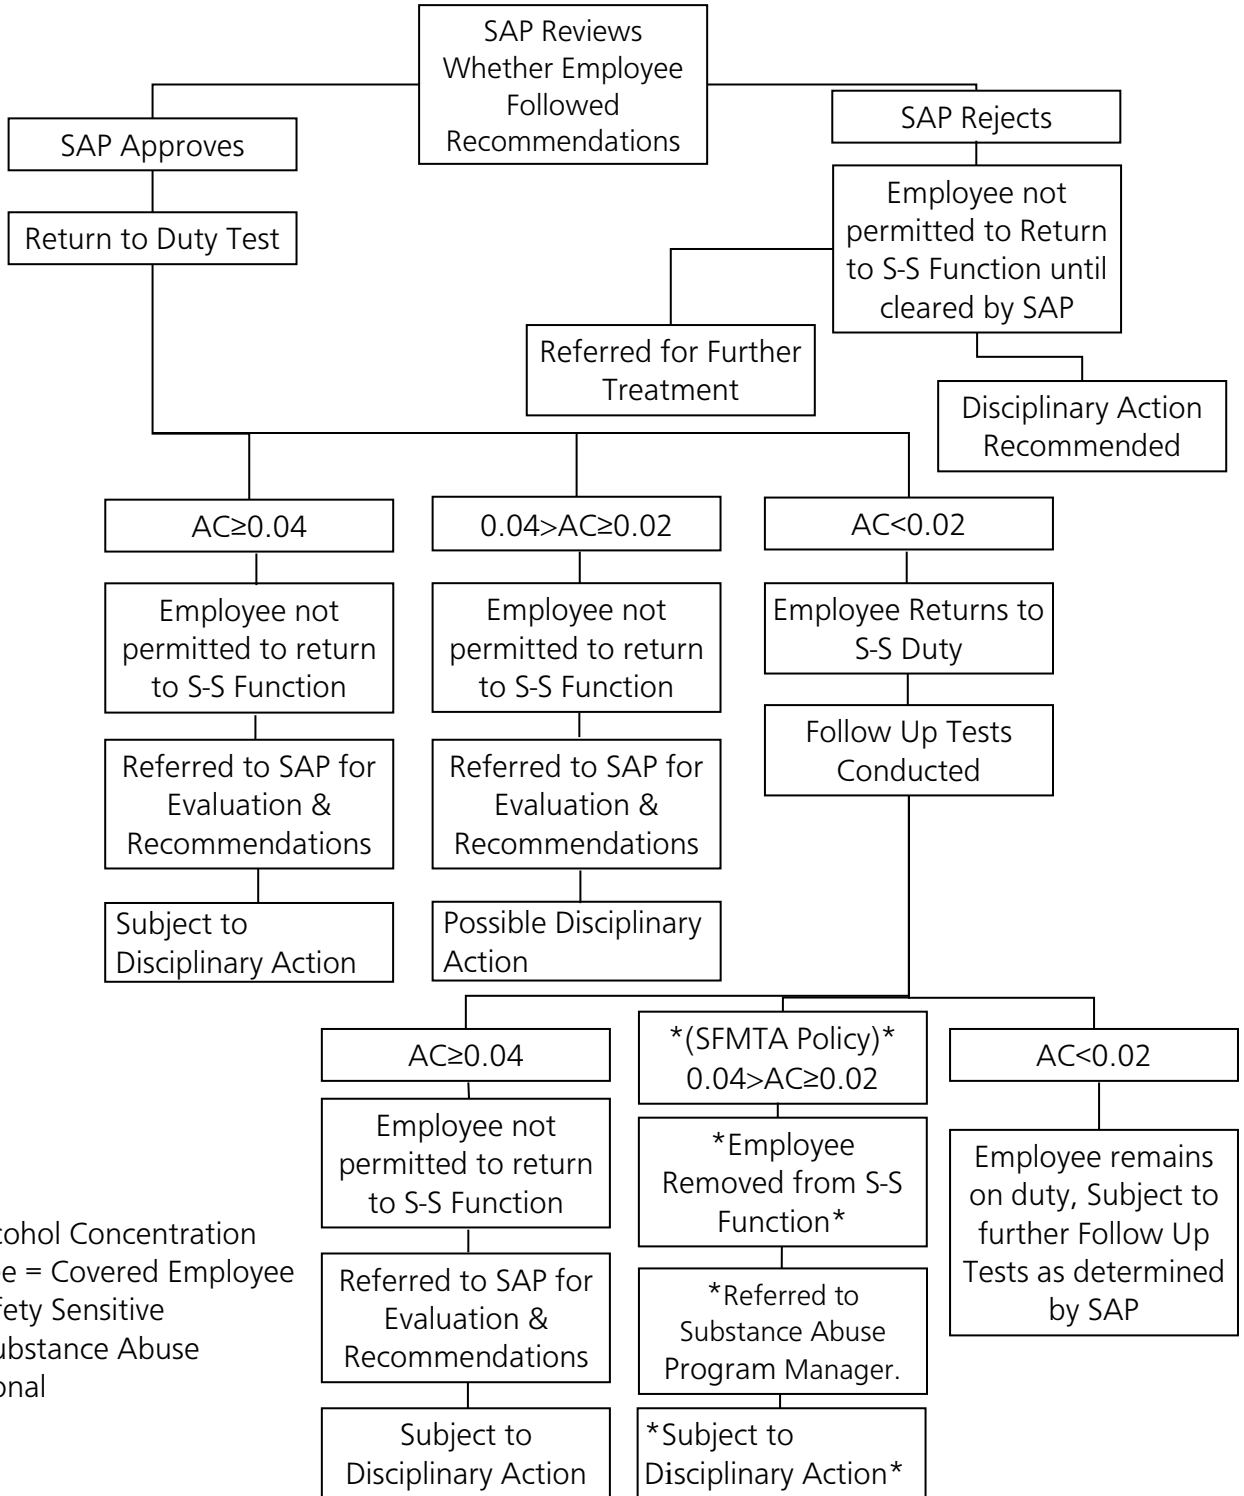 SAP Reviews
Whether Employee
Followed
Recommendations
SAP Approves
SAP Rejects
Return to Duty Test
Employee not
permitted to Return
to S-S Function until
cleared by SAP
Referred for Further
Treatment
Disciplinary Action
Recommended
AC≥0.04
Employee not
permitted to return
to S-S Function
Referred to SAP for
Evaluation &
Recommendations
Subject to
Disciplinary Action
0.04>AC≥0.02
Employee not
permitted to return
to S-S Function
Referred to SAP for
Evaluation &
Recommendations
Possible Disciplinary
Action
AC<0.02
Employee Returns to
S-S Duty
Follow Up Tests
Conducted
AC≥0.04
Employee not
permitted to return
to S-S Function
Referred to SAP for
Evaluation &
Recommendations
Subject to
Disciplinary Action
*(SFMTA Policy)*
0.04>AC≥0.02
*Employee
Removed from S-S
Function*
*Referred to
Substance Abuse
Program Manager.
*Subject to
Disciplinary Action*
AC<0.02
Employee remains
on duty, Subject to
further Follow Up
Tests as determined
by SAP
Concentration
= Covered Employee
Sensitive
Abuse